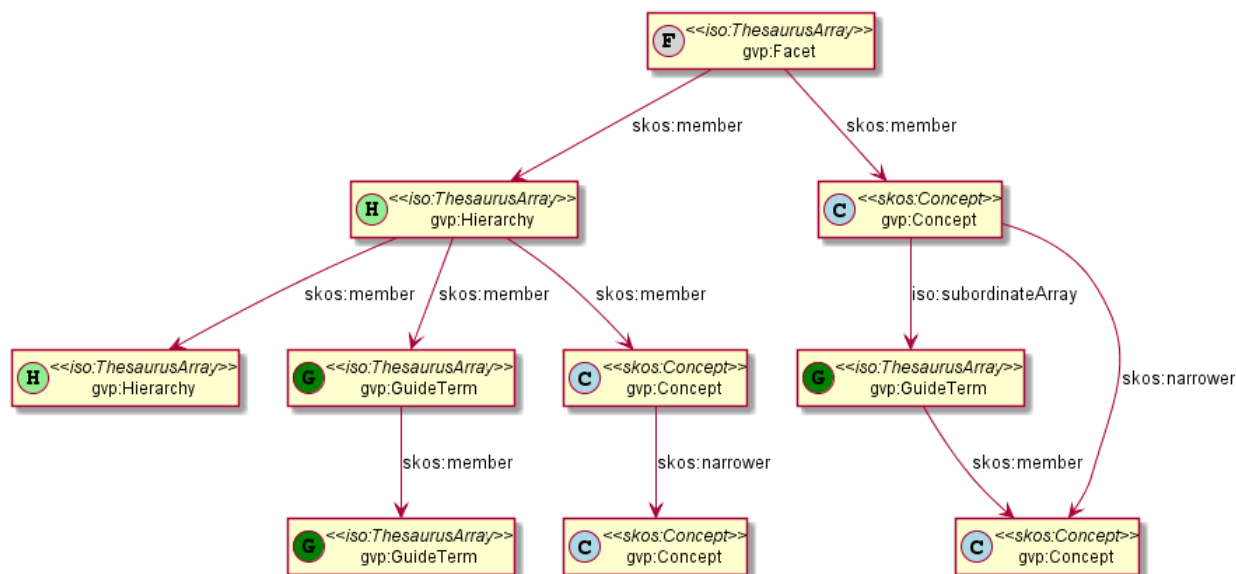 F
<<iso:ThesaurusArray>>
gvp:Facet
skos:member
skos:member
H
<<iso:ThesaurusArray>>
gvp:Hierarchy
C
<<skos:Concept>>
gvp:Concept
skos:member
skos:member
skos:member
iso:subordinateArray
skos:narrower
H
<<iso:ThesaurusArray>>
gvp:Hierarchy
G
<<iso:ThesaurusArray>>
gvp:GuideTerm
C
<<skos:Concept>>
gvp:Concept
G
<<iso:ThesaurusArray>>
gvp:GuideTerm
skos:member
skos:narrower
skos:member
G
<<iso:ThesaurusArray>>
gvp:GuideTerm
C
<<skos:Concept>>
gvp:Concept
C
<<skos:Concept>>
gvp:Concept